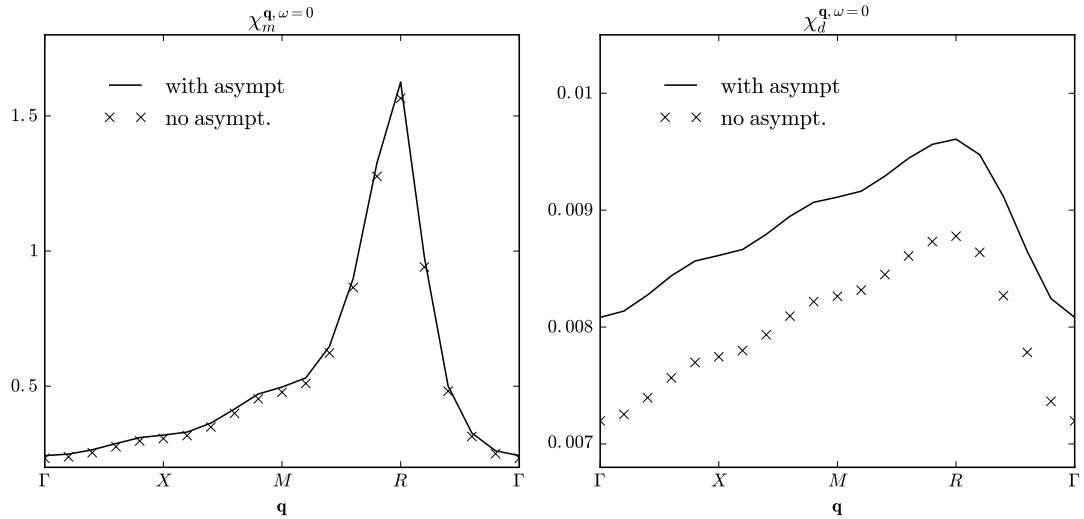 χ_m^{q, ω=0}
with asympt
no asympt.
1.5
1
0.5
Γ X M R Γ
q
χ_d^{q, ω=0}
with asympt
no asympt.
0.01
0.009
0.008
0.007
Γ X M R Γ
q